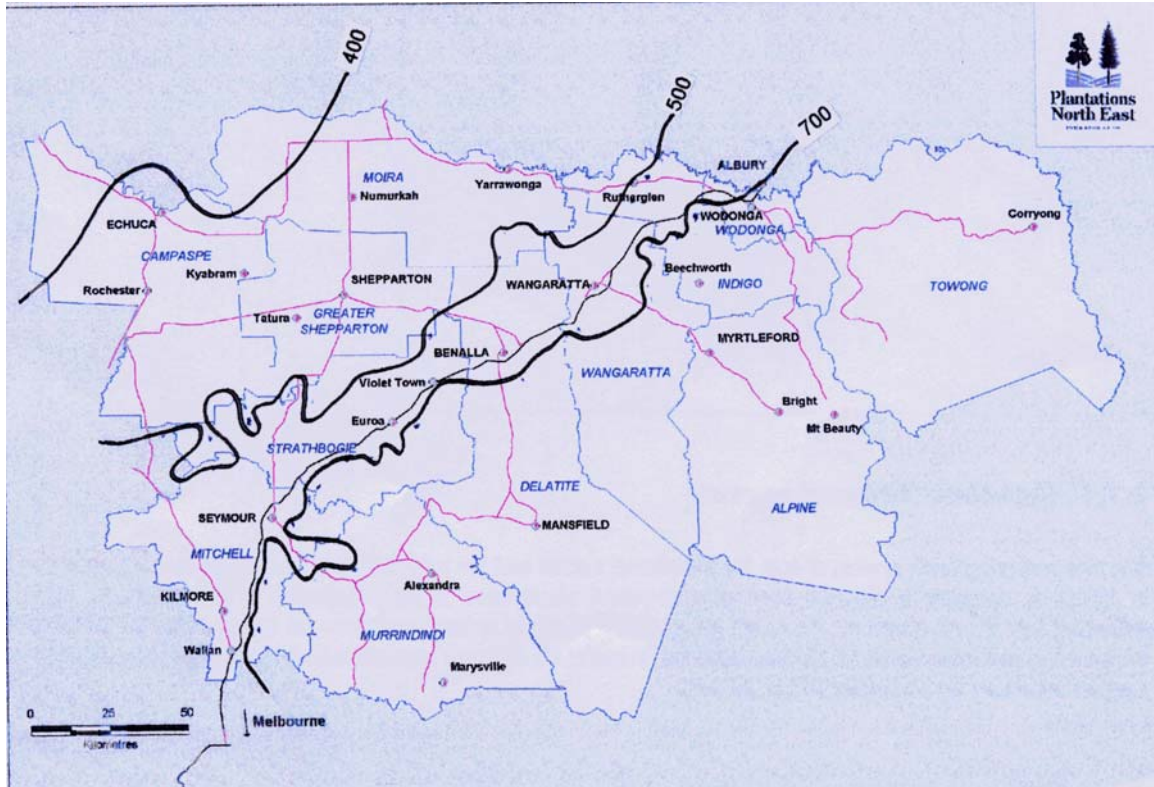 400
500
700
Plantations
North East
ALBURY
MOIRA
Numurkah
Yarrawonga
Rutherglen
ECHUCA
WODONGA
WODONGA
Corryong
CAMPASPE
Kyabram
SHEPPARTON
Beechworth
INDIGO
Rochester
WANGARATTA
TOWONG
Tatura
GREATER
SHEPPARTON
BENALLA
MYRTLEFORD
Violet Town
WANGARATTA
Euroa
Bright
Mt Beauty
STRATHBOGIE
DELATITE
SEYMOUR
MANSFIELD
ALPINE
MITCHELL
Alexandra
KILMORE
MURRINDINDI
Wallan
Marysville
0 25 50
Kilometres
Melbourne